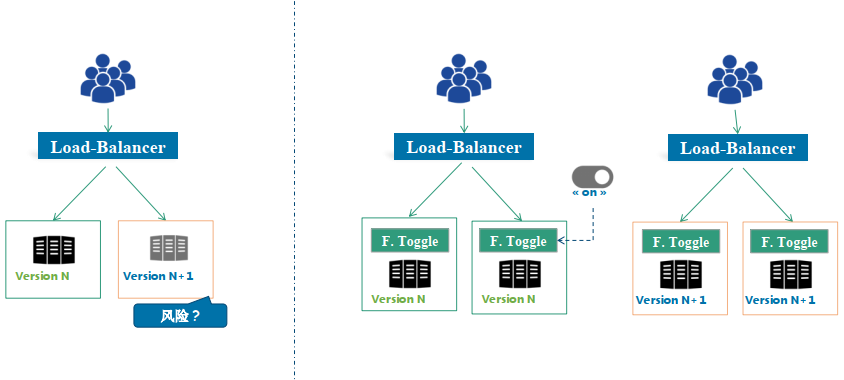 Load-Balancer
Version N
Version N+1
风险？
Load-Balancer
« on »
F. Toggle
F. Toggle
Version N
Version N
Load-Balancer
F. Toggle
F. Toggle
Version N+1
Version N+1